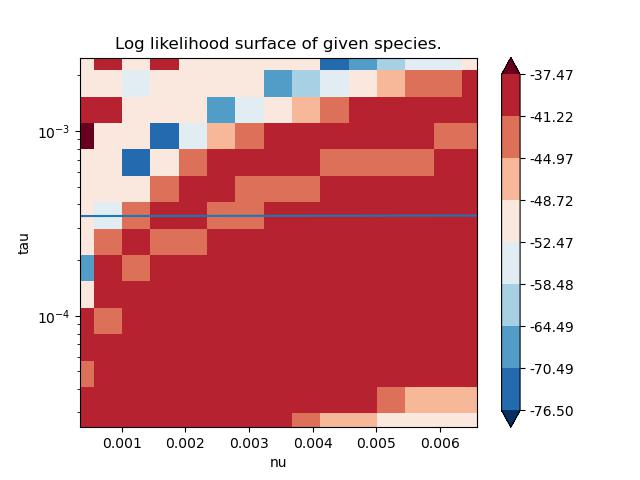 Log likelihood surface of given species.
tau
10⁻³
10⁻⁴
0.001 0.002 0.003 0.004 0.005 0.006
nu
-37.47
-41.22
-44.97
-48.72
-52.47
-58.48
-64.49
-70.49
-76.50